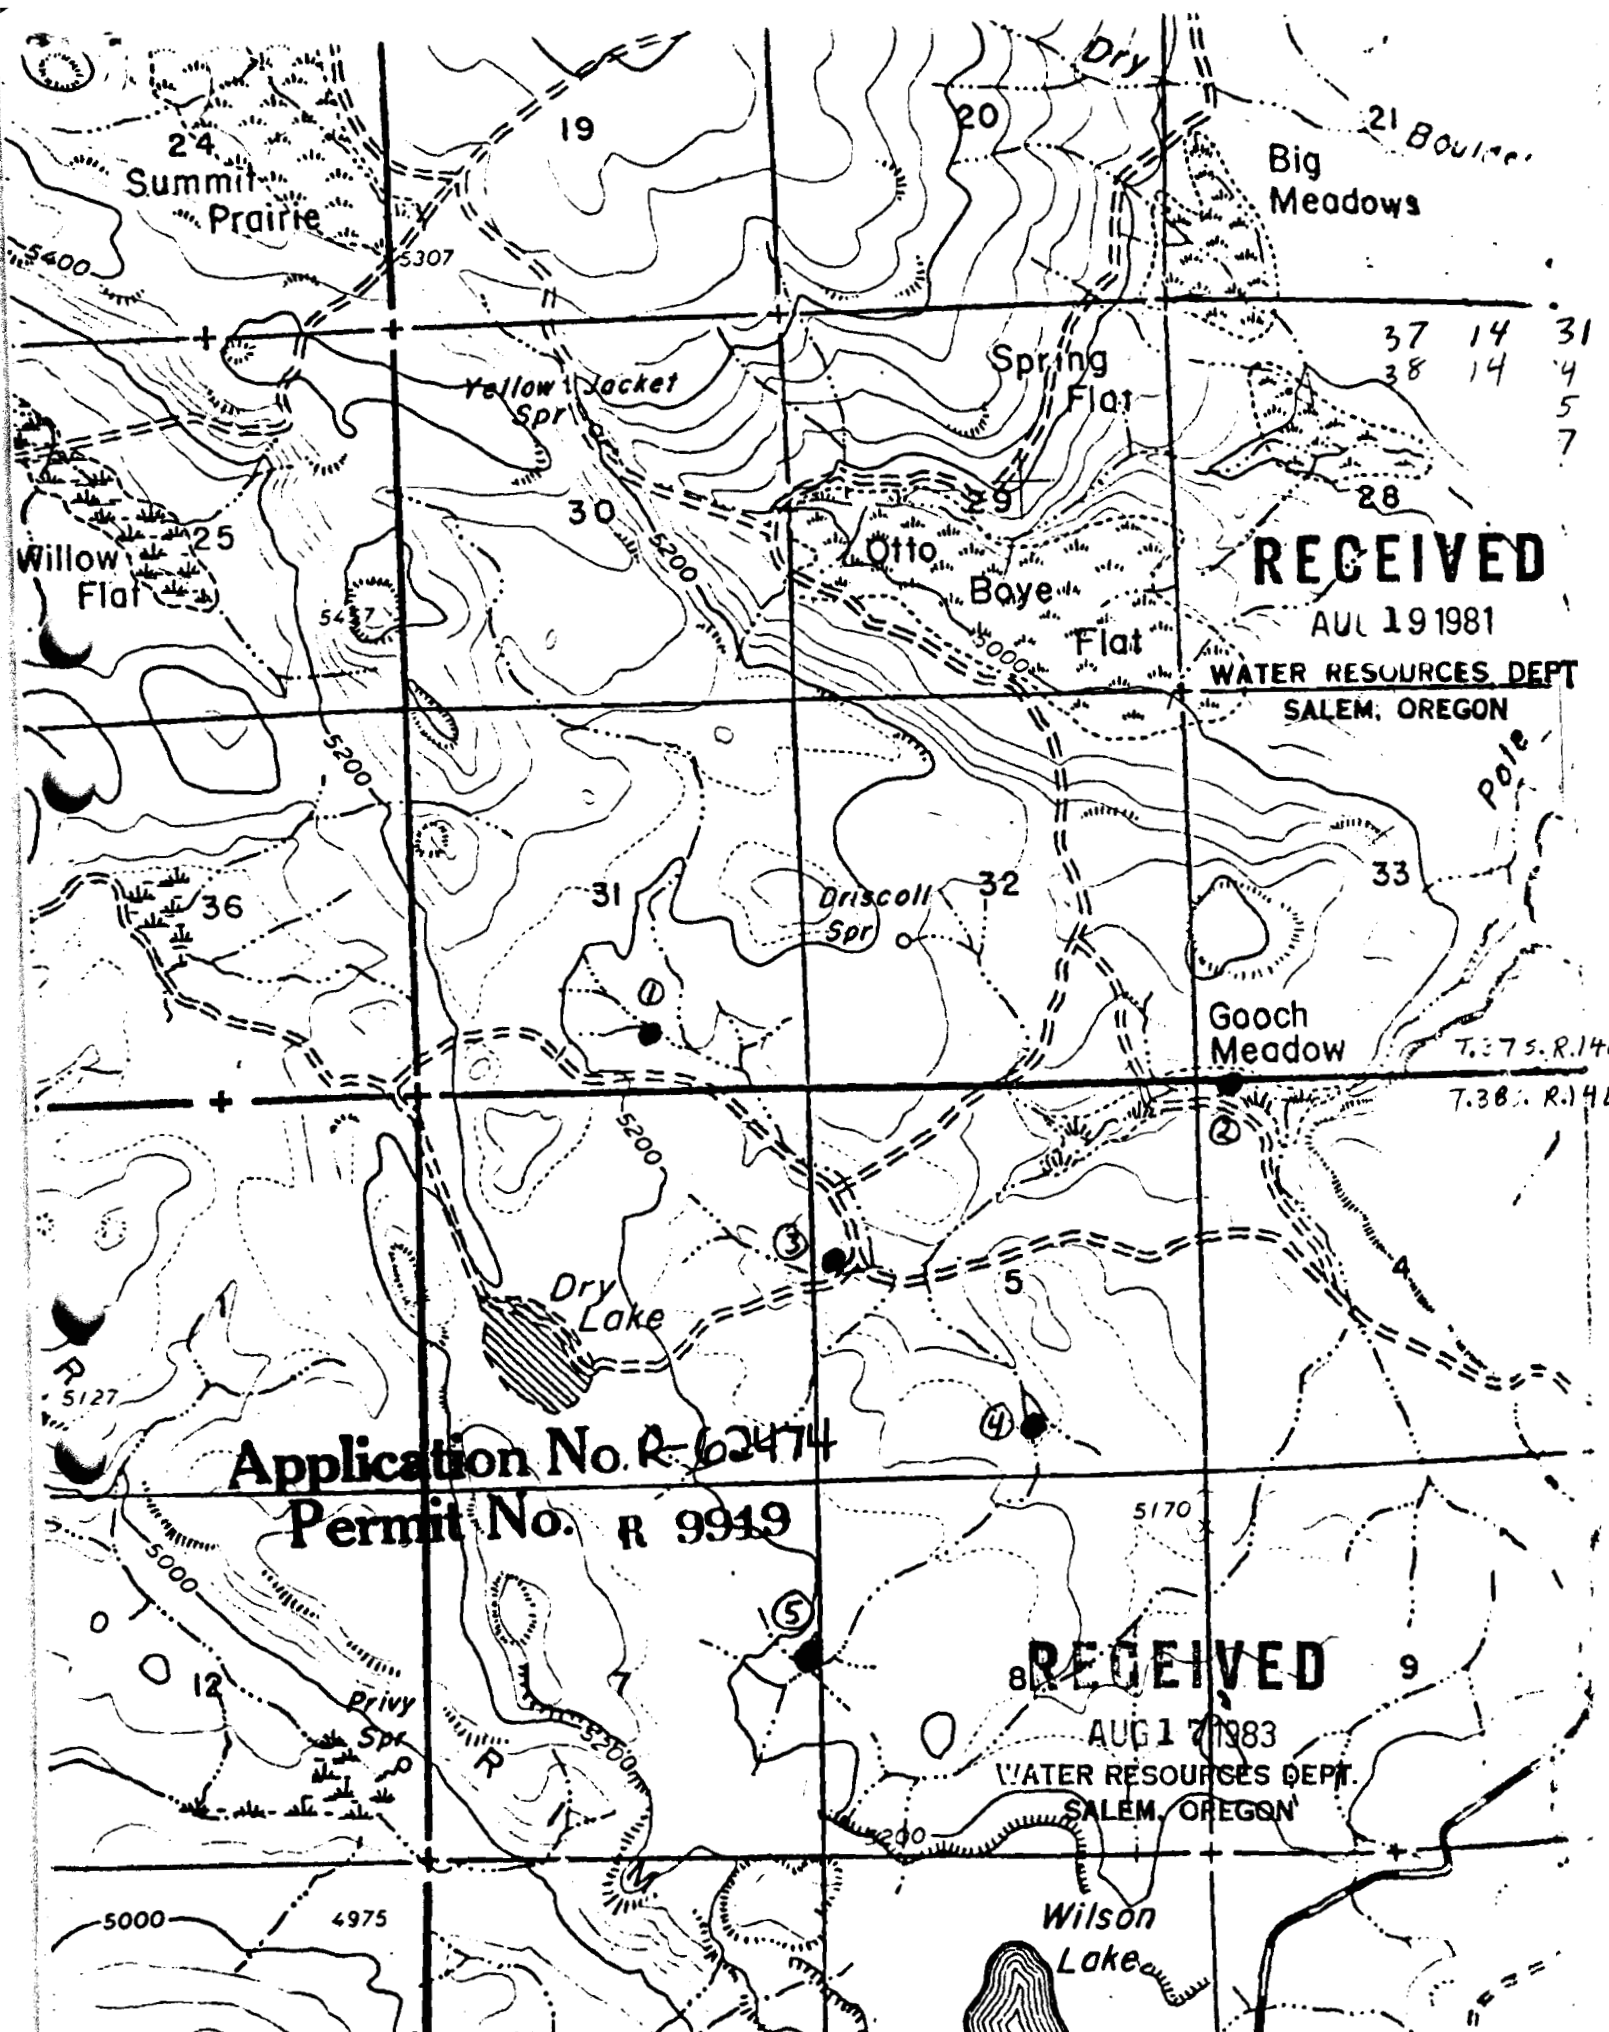 Dry
19
20
21
24
Summit
Prairie
Big
Meadows
5400
5307
37 14 31
38 14 4
5
7
Spring
Flat
Yellow Jacket
Spr
30
29
28
25
Willow
Flat
5200
Otto
Boye
Flat
RECEIVED
19 1981
WATER RESOURCES DEPT
SALEM, OREGON
5000
5200
Pole
36
31
Driscoll
Spr
32
33
1
Gooch
Meadow
2
5200
3
Dry
Lake
5
4
R
5127
4
Application No. R-62474
Permit No. R 9919
5170
5000
5
12
7
8
9
RECEIVED
AUG 17 1983
WATER RESOURCES DEPT.
SALEM, OREGON
Privy
Spr
R
5200
5200
5000
4975
Wilson
Lake